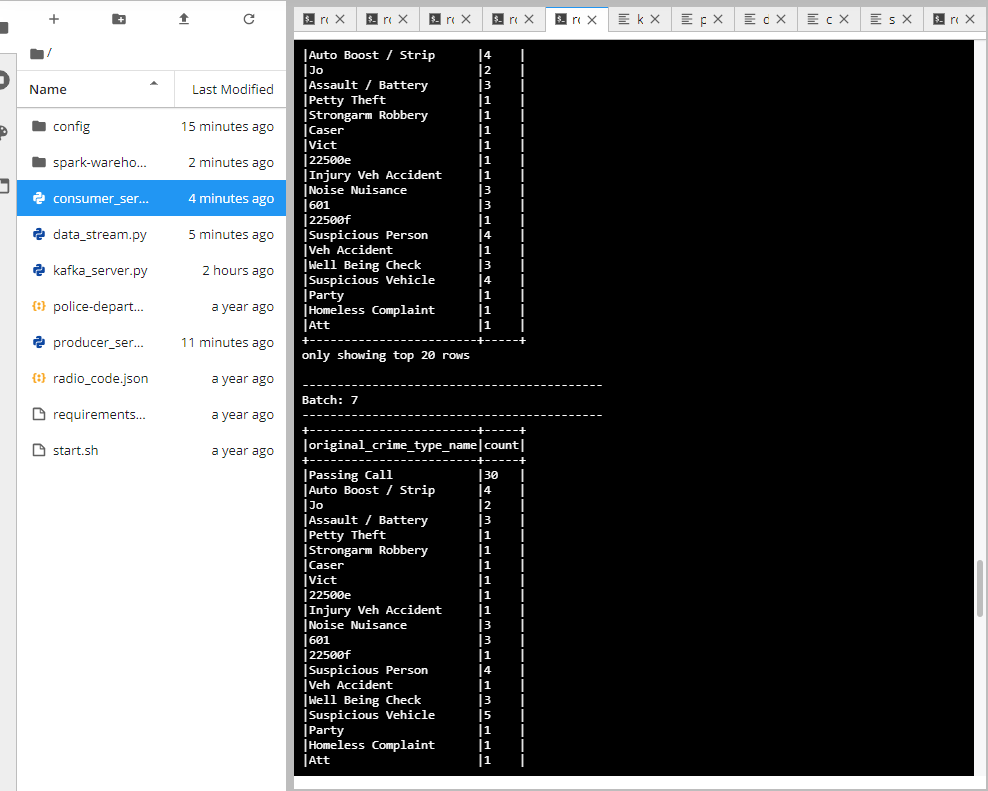 /
Name Last Modified
config 15 minutes ago
spark-wareho... 2 minutes ago
consumer_ser... 4 minutes ago
data_stream.py 5 minutes ago
kafka_server.py 2 hours ago
police-depart... a year ago
producer_ser... 11 minutes ago
radio_code.json a year ago
requirements... a year ago
start.sh a year ago
|Auto Boost / Strip |4 |
|Jo |2 |
|Assault / Battery |3 |
|Petty Theft |1 |
|Strongarm Robbery |1 |
|Caser |1 |
|Vict |1 |
|22500e |1 |
|Injury Veh Accident |1 |
|Noise Nuisance |3 |
|601 |3 |
|22500f |1 |
|Suspicious Person |4 |
|Veh Accident |1 |
|Well Being Check |3 |
|Suspicious Vehicle |4 |
|Party |1 |
|Homeless Complaint |1 |
|Att |1 |
+------------------------+-----+
only showing top 20 rows
-------------------------------------------
Batch: 7
-------------------------------------------
+------------------------+-----+
|original_crime_type_name|count|
+------------------------+-----+
|Passing Call |30 |
|Auto Boost / Strip |4 |
|Jo |2 |
|Assault / Battery |3 |
|Petty Theft |1 |
|Strongarm Robbery |1 |
|Caser |1 |
|Vict |1 |
|22500e |1 |
|Injury Veh Accident |1 |
|Noise Nuisance |3 |
|601 |3 |
|22500f |1 |
|Suspicious Person |4 |
|Veh Accident |1 |
|Well Being Check |3 |
|Suspicious Vehicle |5 |
|Party |1 |
|Homeless Complaint |1 |
|Att |1 |